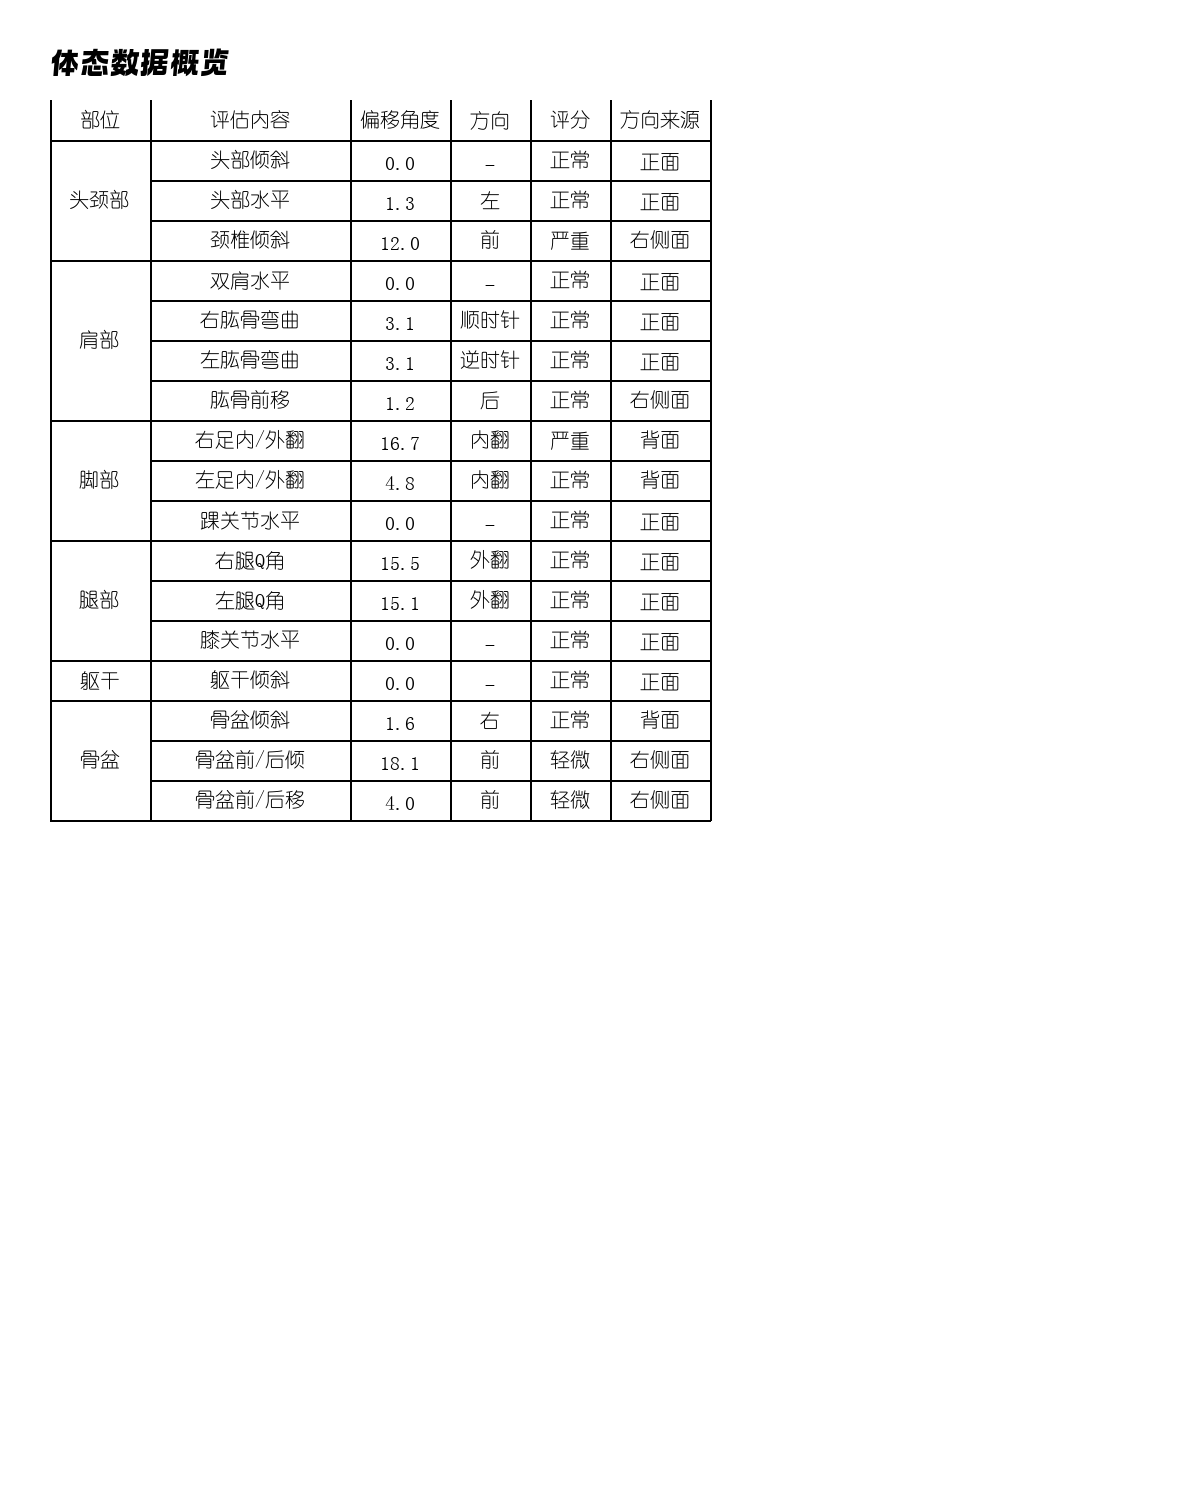 体态数据概览
部位 评估内容 偏移角度 方向 评分 方向来源
头颈部 头部倾斜 0.0 – 正常 正面
头部水平 1.3 左 正常 正面
颈椎倾斜 12.0 前 严重 右侧面
肩部 双肩水平 0.0 – 正常 正面
右肱骨弯曲 3.1 顺时针 正常 正面
左肱骨弯曲 3.1 逆时针 正常 正面
肱骨前移 1.2 后 正常 右侧面
脚部 右足内/外翻 16.7 内翻 严重 背面
左足内/外翻 4.8 内翻 正常 背面
踝关节水平 0.0 – 正常 正面
腿部 右腿Q角 15.5 外翻 正常 正面
左腿Q角 15.1 外翻 正常 正面
膝关节水平 0.0 – 正常 正面
躯干 躯干倾斜 0.0 – 正常 正面
骨盆 骨盆倾斜 1.6 右 正常 背面
骨盆前/后倾 18.1 前 轻微 右侧面
骨盆前/后移 4.0 前 轻微 右侧面